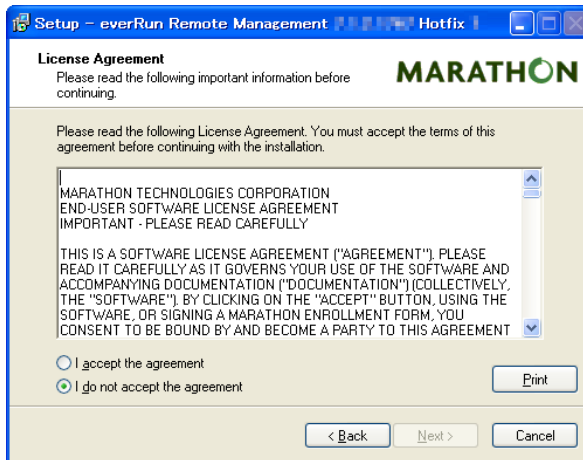 Setup - everRun Remote Management Hotfix
License Agreement
Please read the following important information before
continuing.
MARATHON
Please read the following License Agreement. You must accept the terms of this
agreement before continuing with the installation.
MARATHON TECHNOLOGIES CORPORATION
END-USER SOFTWARE LICENSE AGREEMENT
IMPORTANT - PLEASE READ CAREFULLY
THIS IS A SOFTWARE LICENSE AGREEMENT ("AGREEMENT"). PLEASE
READ IT CAREFULLY AS IT GOVERNS YOUR USE OF THE SOFTWARE AND
ACCOMPANYING DOCUMENTATION ("DOCUMENTATION") (COLLECTIVELY,
THE "SOFTWARE"). BY CLICKING ON THE "ACCEPT" BUTTON, USING THE
SOFTWARE, OR SIGNING A MARATHON ENROLLMENT FORM, YOU
CONSENT TO BE BOUND BY AND BECOME A PARTY TO THIS AGREEMENT
I accept the agreement
I do not accept the agreement
Print
< Back
Next >
Cancel